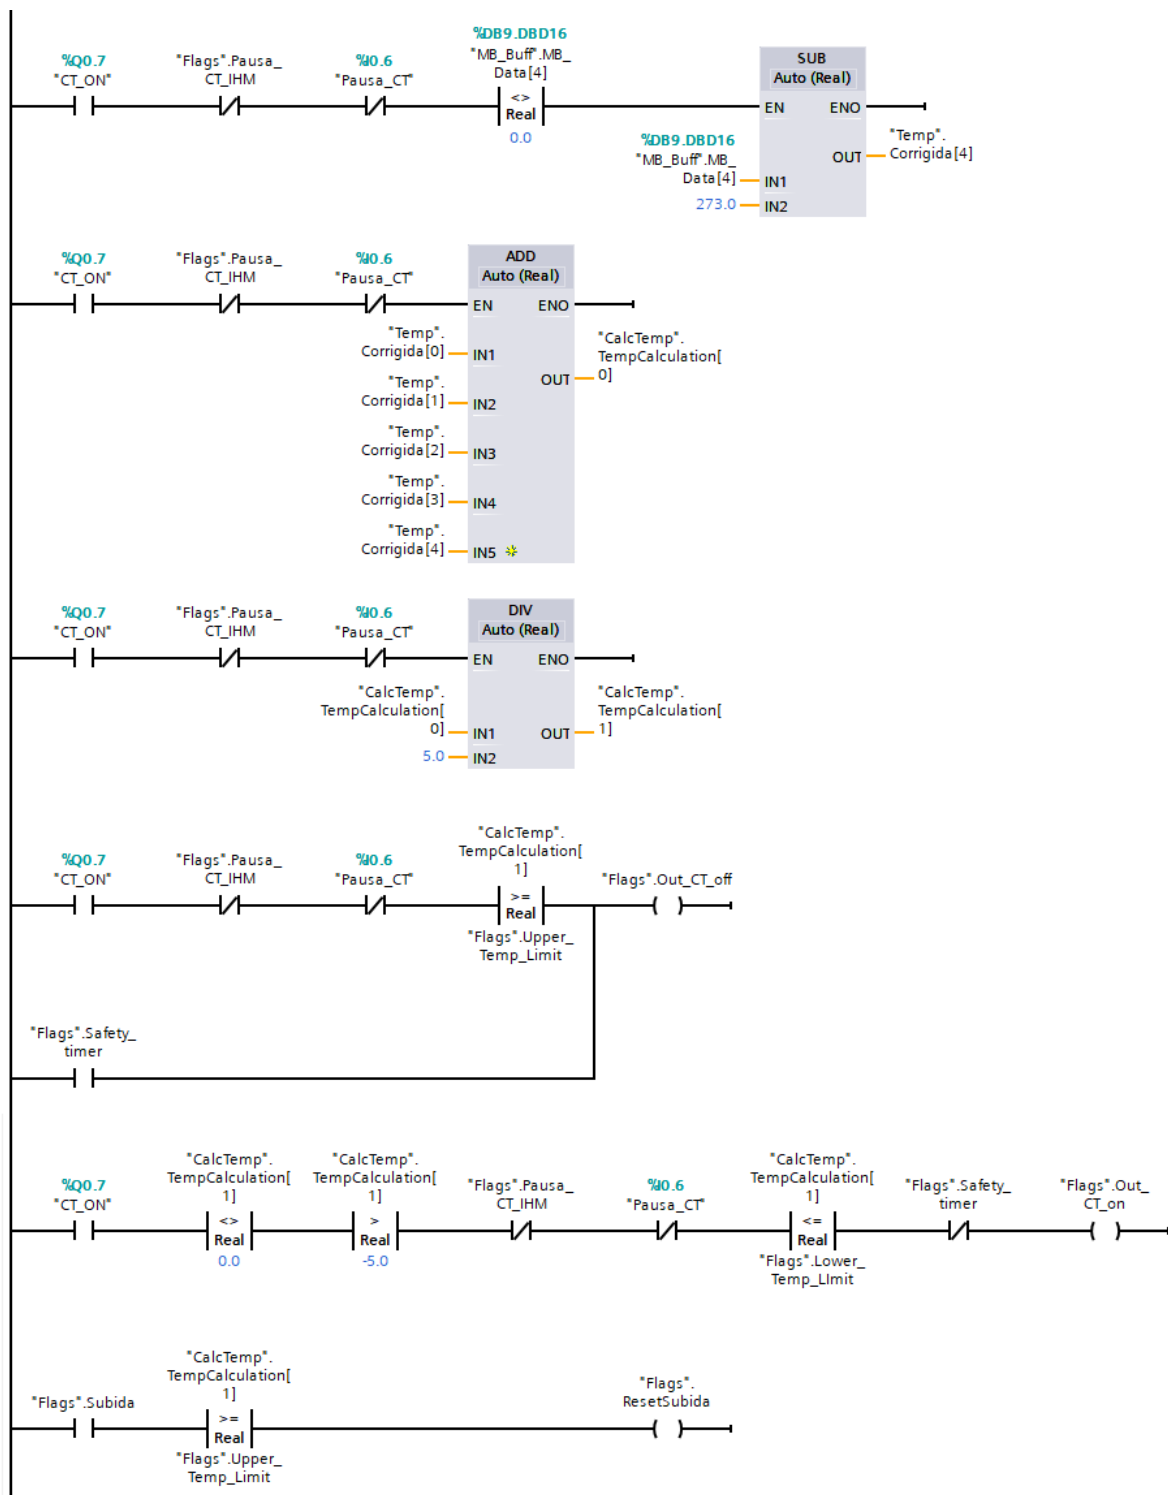 %DB9.DBD16
%Q0.7
"Flags".Pausa_
%I0.6
"MB_Buff".MB_
"CT_ON"
CT_IHM
"Pausa_CT"
Data[4]
<>
Real
0.0
SUB
Auto (Real)
EN
ENO
%DB9.DBD16
"MB_Buff".MB_
Data[4]
IN1
273.0
IN2
OUT
"Temp".
Corrigida[4]
%Q0.7
"CT_ON"
"Flags".Pausa_
CT_IHM
%I0.6
"Pausa_CT"
ADD
Auto (Real)
EN
ENO
"Temp".
Corrigida[0]
IN1
"Temp".
Corrigida[1]
IN2
"Temp".
Corrigida[2]
IN3
"Temp".
Corrigida[3]
IN4
"Temp".
Corrigida[4]
IN5
OUT
"CalcTemp".
TempCalculation[
0]
%Q0.7
"CT_ON"
"Flags".Pausa_
CT_IHM
%I0.6
"Pausa_CT"
DIV
Auto (Real)
EN
ENO
"CalcTemp".
TempCalculation[
0]
IN1
5.0
IN2
OUT
"CalcTemp".
TempCalculation[
1]
%Q0.7
"CT_ON"
"Flags".Pausa_
CT_IHM
%I0.6
"Pausa_CT"
"CalcTemp".
TempCalculation[
1]
>=
Real
"Flags".Upper_
Temp_Limit
"Flags".Out_CT_off
"Flags".Safety_
timer
%Q0.7
"CT_ON"
"CalcTemp".
TempCalculation[
1]
<>
Real
0.0
"CalcTemp".
TempCalculation[
1]
>
Real
-5.0
"Flags".Pausa_
CT_IHM
%I0.6
"Pausa_CT"
"CalcTemp".
TempCalculation[
1]
<=
Real
"Flags".Lower_
Temp_LImit
"Flags".Safety_
timer
"Flags".Out_
CT_on
"Flags".Subida
"CalcTemp".
TempCalculation[
1]
>=
Real
"Flags".Upper_
Temp_Limit
"Flags".
ResetSubida